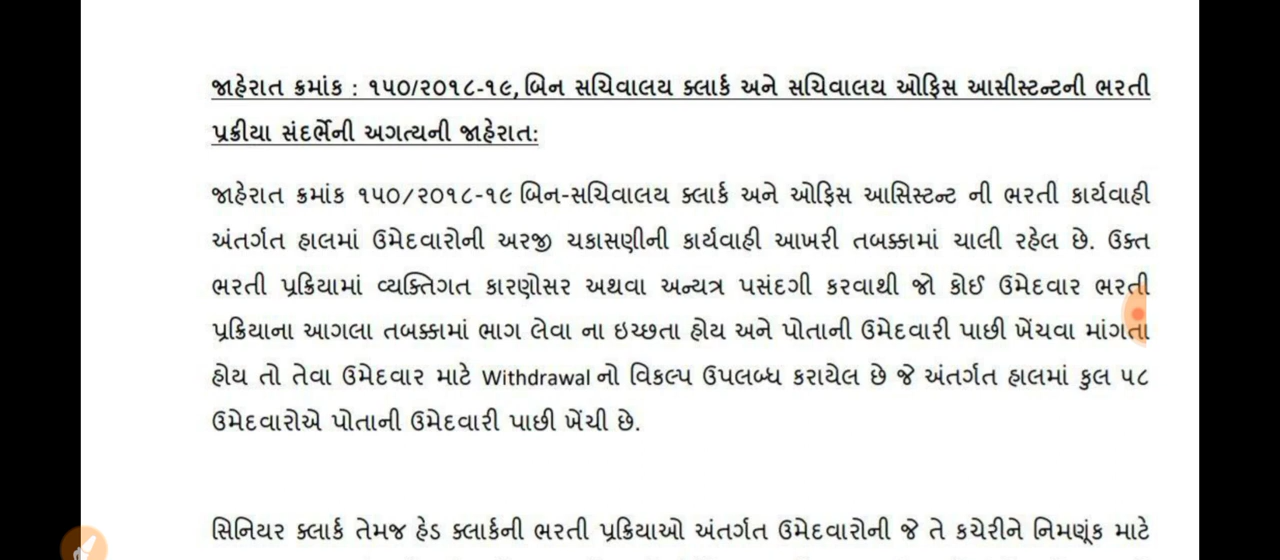 જાહેરાત ક્રમાંક : ૧૫૦/૨૦૧૮-૧૯, બિન સચિવાલય ક્લાર્ક અને સચિવાલય ઓફિસ આસીસ્ટન્ટની ભરતી
પ્રક્રીયા સંદર્ભેની અગત્યની જાહેરાત:
જાહેરાત ક્રમાંક ૧૫૦/૨૦૧૮-૧૯ બિન-સચિવાલય ક્લાર્ક અને ઓફિસ આસિસ્ટન્ટ ની ભરતી કાર્યવાહી
અંતર્ગત હાલમાં ઉમેદવારોની અરજી ચકાસણીની કાર્યવાહી આખરી તબક્કામાં ચાલી રહેલ છે. ઉક્ત
ભરતી પ્રક્રિયામાં વ્યક્તિગત કારણોસર અથવા અન્યત્ર પસંદગી કરવાથી જો કોઈ ઉમેદવાર ભરતી
પ્રક્રિયાના આગલા તબક્કામાં ભાગ લેવા ના ઇચ્છતા હોય અને પોતાની ઉમેદવારી પાછી ખેંચવા માંગતા
હોય તો તેવા ઉમેદવાર માટે Withdrawal નો વિકલ્પ ઉપલબ્ધ કરાયેલ છે જે અંતર્ગત હાલમાં કુલ ૫૮
ઉમેદવારોએ પોતાની ઉમેદવારી પાછી ખેંચી છે.
સિનિયર ક્લાર્ક તેમજ હેડ ક્લાર્કની ભરતી પ્રક્રિયાઓ અંતર્ગત ઉમેદવારોની જે તે કચેરીને નિમણૂંક માટે